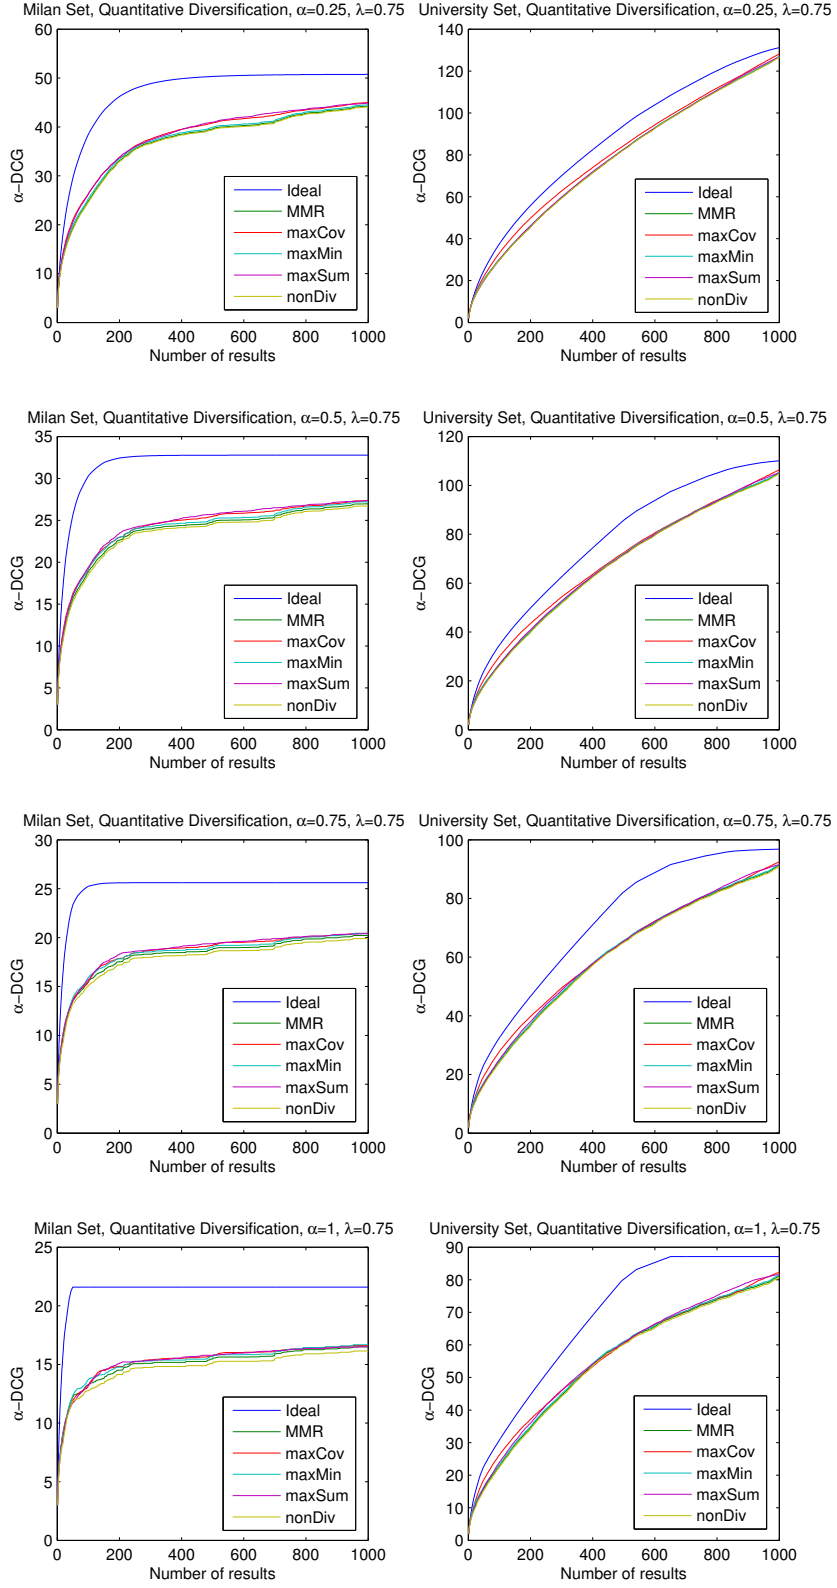 Milan Set, Quantitative Diversification, α=0.25, λ=0.75
60
50
40
30
20
10
0
α−DCG
0 200 400 600 800 1000
Number of results
Ideal
MMR
maxCov
maxMin
maxSum
nonDiv
University Set, Quantitative Diversification, α=0.25, λ=0.75
140
120
100
80
60
40
20
0
α−DCG
0 200 400 600 800 1000
Number of results
Ideal
MMR
maxCov
maxMin
maxSum
nonDiv
Milan Set, Quantitative Diversification, α=0.5, λ=0.75
35
30
25
20
15
10
5
0
α−DCG
0 200 400 600 800 1000
Number of results
Ideal
MMR
maxCov
maxMin
maxSum
nonDiv
University Set, Quantitative Diversification, α=0.5, λ=0.75
120
100
80
60
40
20
0
α−DCG
0 200 400 600 800 1000
Number of results
Ideal
MMR
maxCov
maxMin
maxSum
nonDiv
Milan Set, Quantitative Diversification, α=0.75, λ=0.75
30
25
20
15
10
5
0
α−DCG
0 200 400 600 800 1000
Number of results
Ideal
MMR
maxCov
maxMin
maxSum
nonDiv
University Set, Quantitative Diversification, α=0.75, λ=0.75
100
80
60
40
20
0
α−DCG
0 200 400 600 800 1000
Number of results
Ideal
MMR
maxCov
maxMin
maxSum
nonDiv
Milan Set, Quantitative Diversification, α=1, λ=0.75
25
20
15
10
5
0
α−DCG
0 200 400 600 800 1000
Number of results
Ideal
MMR
maxCov
maxMin
maxSum
nonDiv
University Set, Quantitative Diversification, α=1, λ=0.75
90
80
70
60
50
40
30
20
10
0
α−DCG
0 200 400 600 800 1000
Number of results
Ideal
MMR
maxCov
maxMin
maxSum
nonDiv